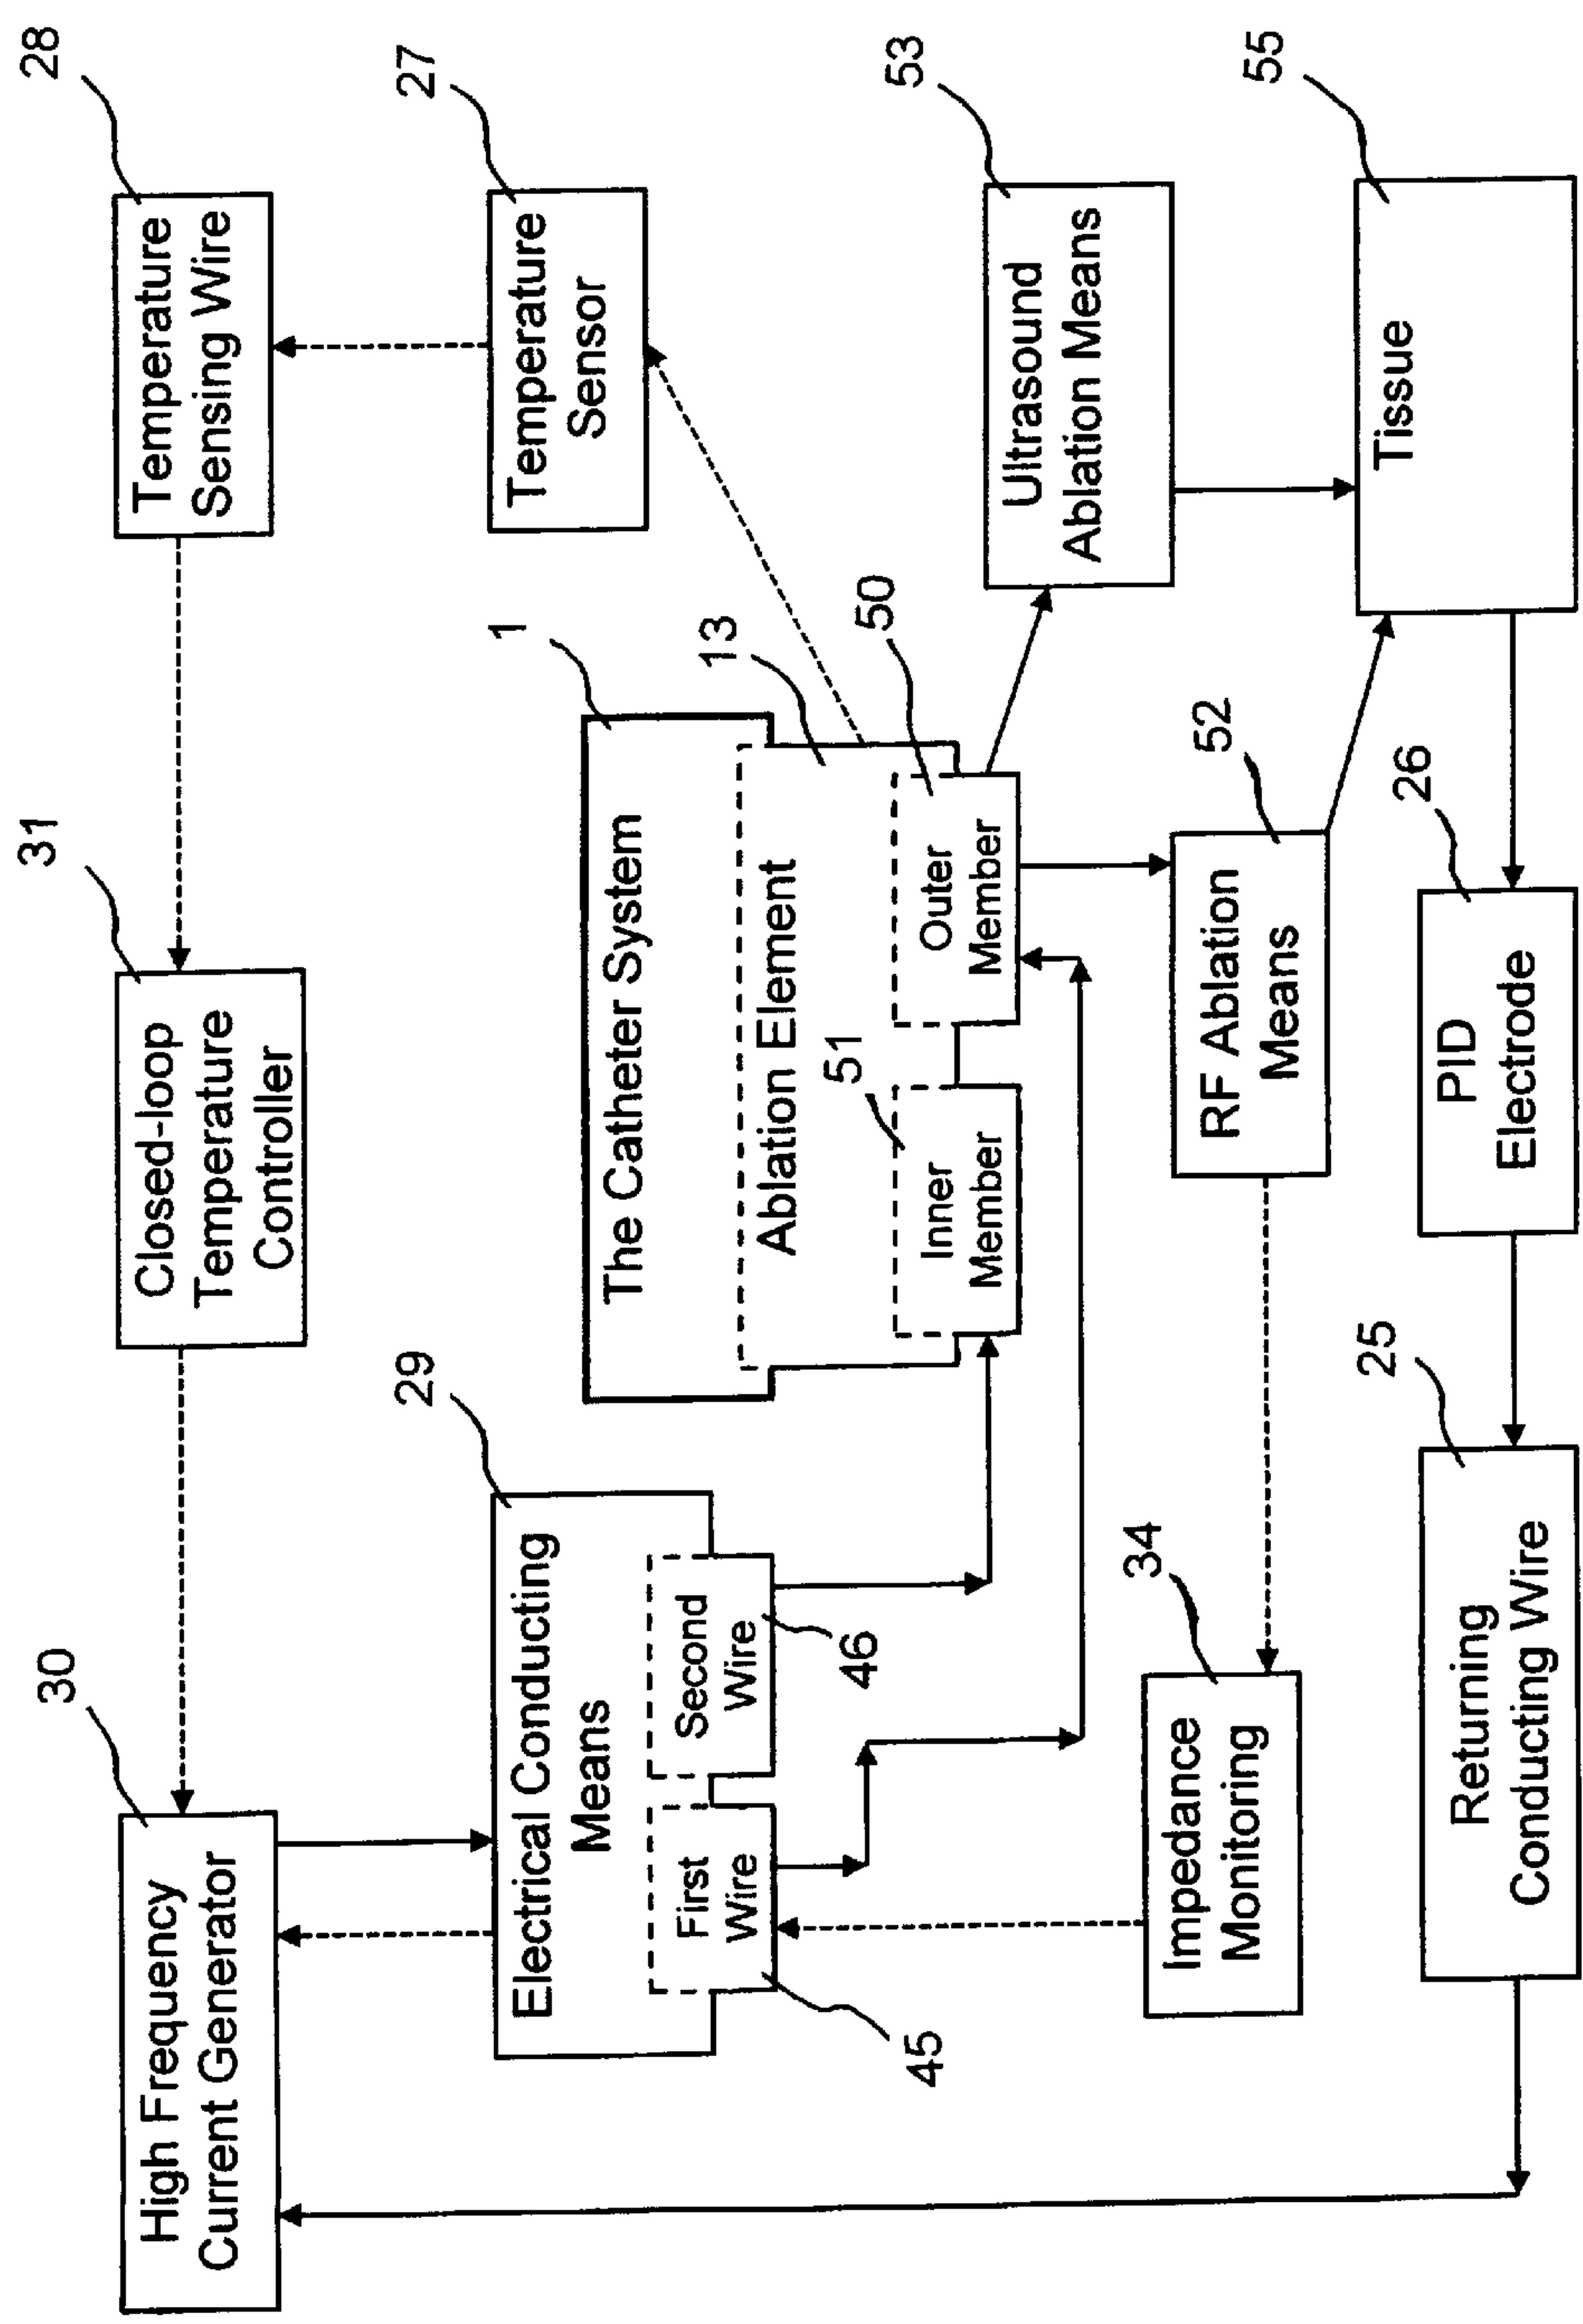 30
High Frequency
Current Generator
31
Closed-loop
Temperature
Controller
28
Temperature
Sensing Wire
29
Electrical Conducting
Means
First
Wire
45
Second
Wire
46
1
The Catheter System
13
Ablation Element
51
Inner
Member
50
Outer
Member
27
Temperature
Sensor
34
Impedance
Monitoring
52
RF Ablation
Means
53
Ultrasound
Ablation Means
25
Returning
Conducting Wire
26
PID
Electrode
55
Tissue